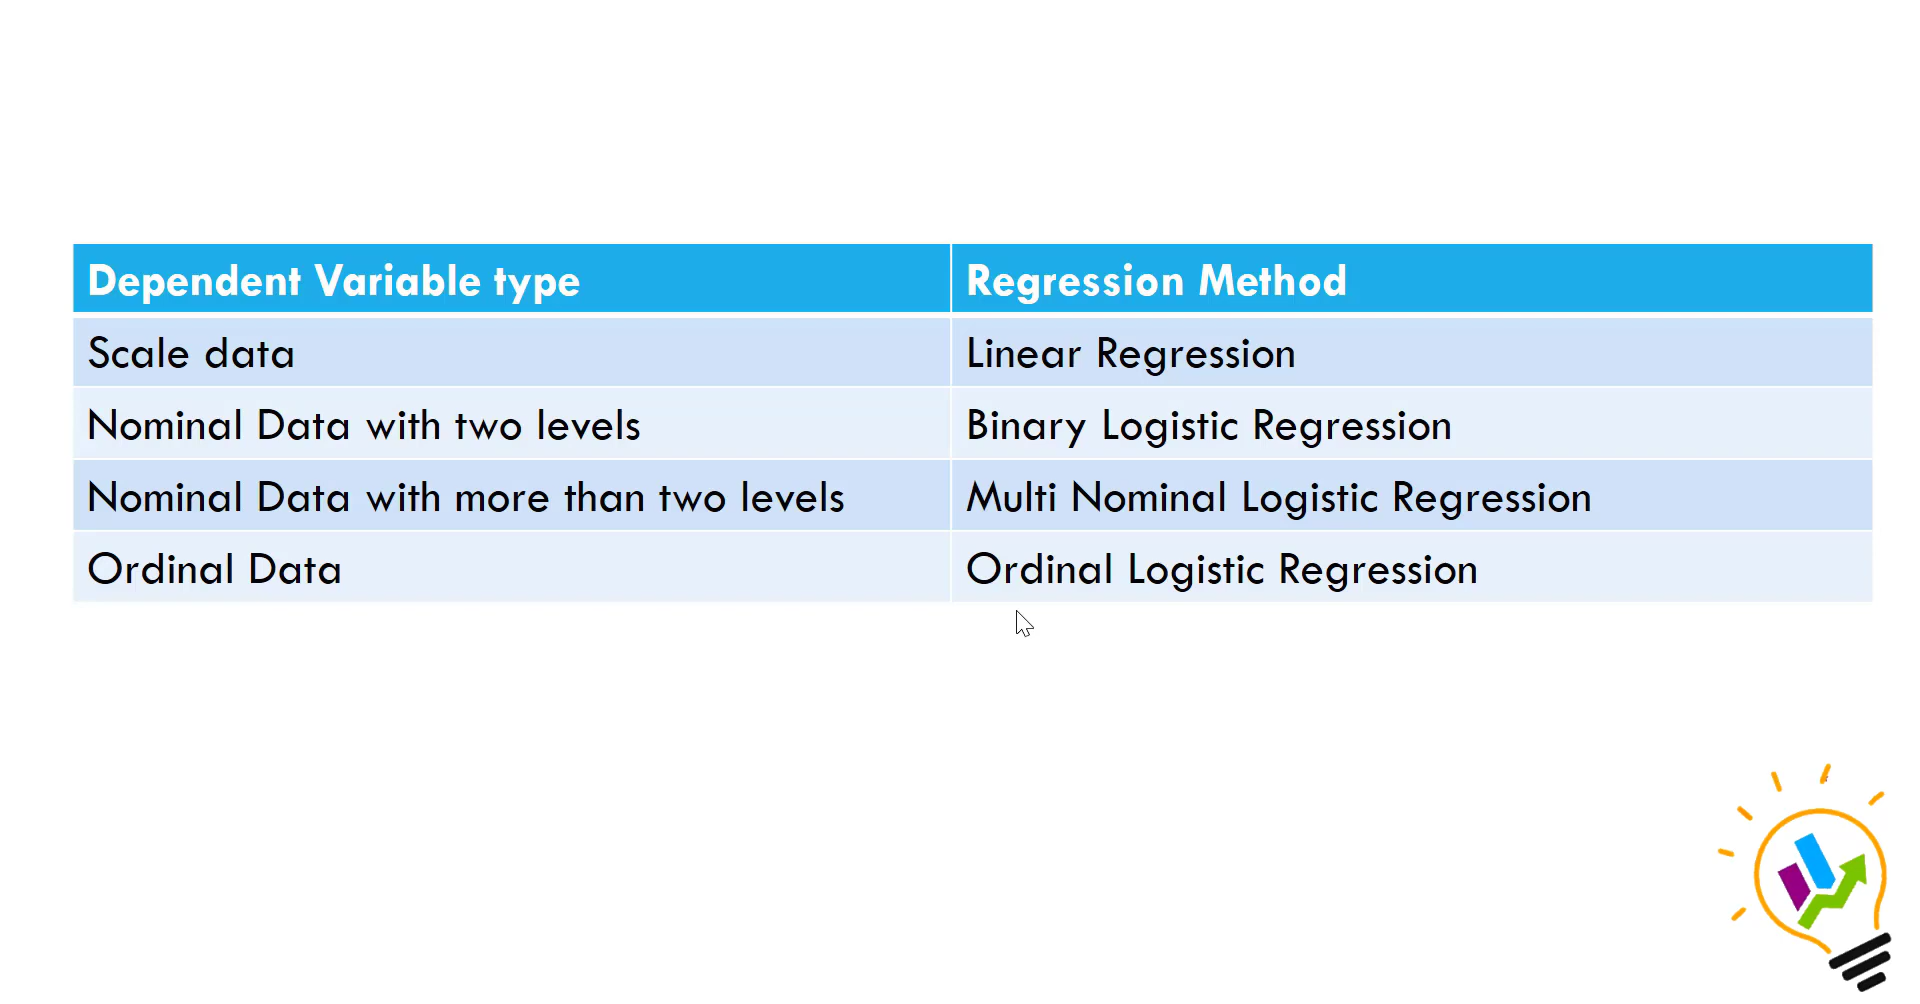 Dependent Variable type
Regression Method
Scale data
Linear Regression
Nominal Data with two levels
Binary Logistic Regression
Nominal Data with more than two levels
Multi Nominal Logistic Regression
Ordinal Data
Ordinal Logistic Regression